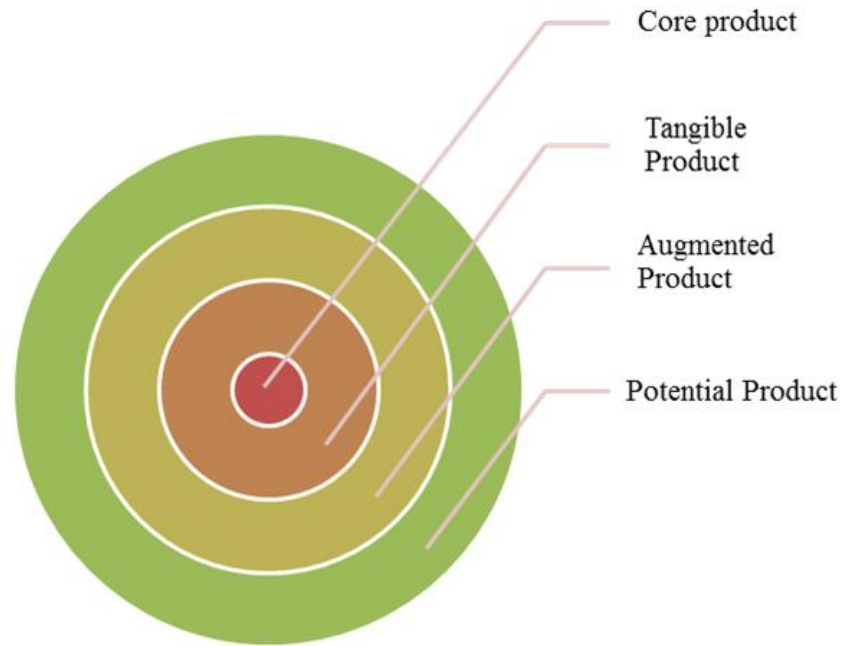 Core product
Tangible
Product
Augmented
Product
Potential Product